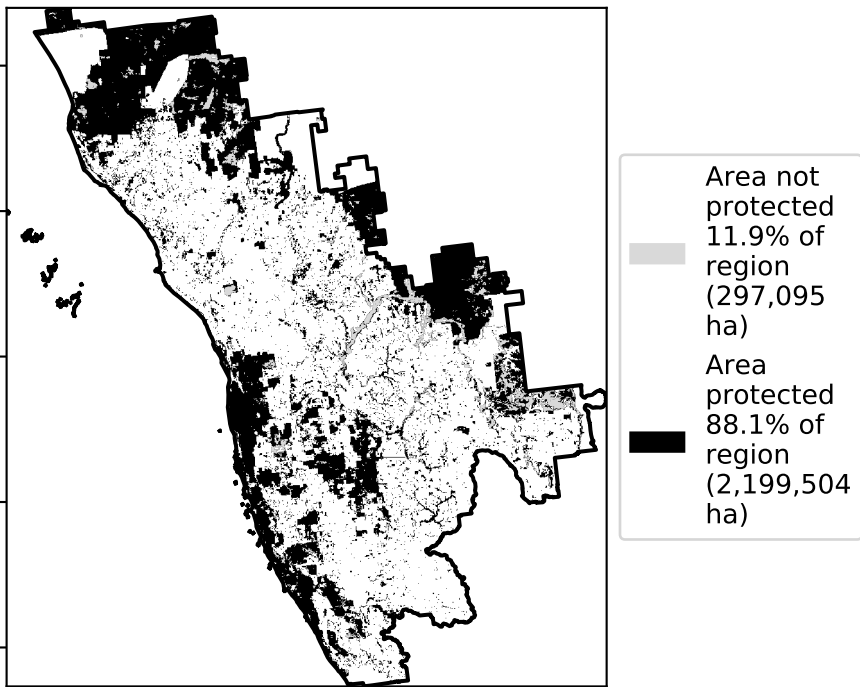 Area not
protected
11.9% of
region
(297,095
ha)
Area
protected
88.1% of
region
(2,199,504
ha)